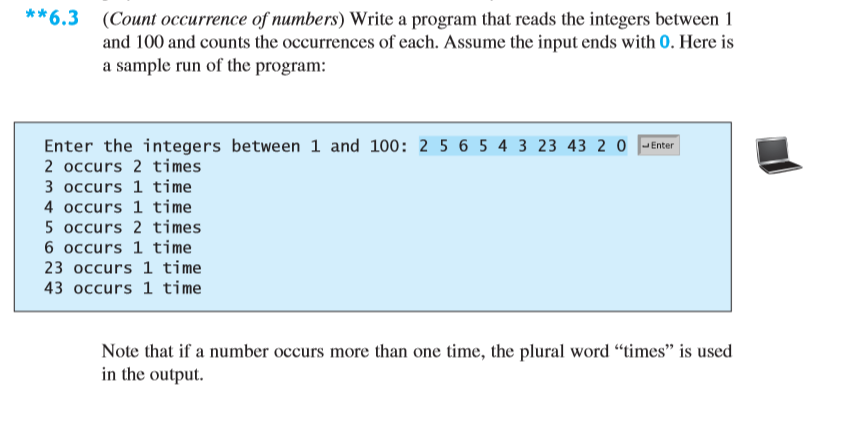 **6.3 (Count occurrence of numbers) Write a program that reads the integers between 1
and 100 and counts the occurrences of each. Assume the input ends with 0. Here is
a sample run of the program:
Enter the integers between 1 and 100: 2 5 6 5 4 3 23 43 2 0 ↵Enter
2 occurs 2 times
3 occurs 1 time
4 occurs 1 time
5 occurs 2 times
6 occurs 1 time
23 occurs 1 time
43 occurs 1 time
Note that if a number occurs more than one time, the plural word “times” is used
in the output.